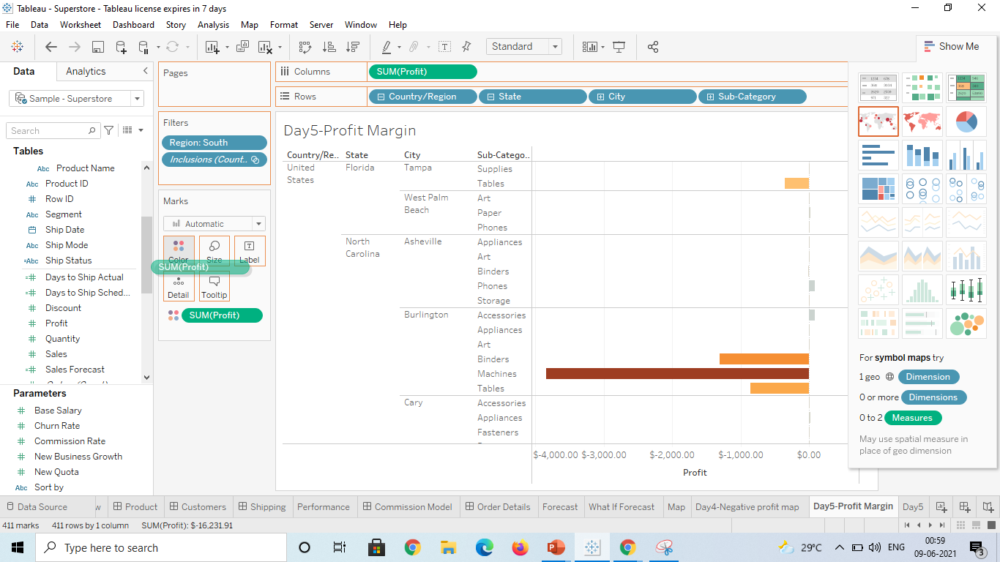 Tableau - Superstore - Tableau license expires in 7 days
File Data Worksheet Dashboard Story Analysis Map Format Server Window Help
Standard
Show Me
Data Analytics
Sample - Superstore
Search
Tables
Abc Product Name
Abc Product ID
Row ID
Abc Segment
Ship Date
Abc Ship Mode
=Abc Ship Status
Days to Ship Actual
Days to Ship Sched...
Discount
Profit
Quantity
Sales
Sales Forecast
Parameters
Base Salary
Churn Rate
Commission Rate
New Business Growth
New Quota
Abc Sort by
Pages
Filters
Region: South
Inclusions (Count..
Marks
Automatic
Color Size Label
SUM(Profit)
Detail Tooltip
SUM(Profit)
Columns SUM(Profit)
Rows Country/Region State City Sub-Category
Day5-Profit Margin
Country/Re.. State City Sub-Catego..
United States Florida Tampa Supplies
Tables
West Palm Beach Art
Paper
Phones
North Carolina Asheville Appliances
Art
Binders
Phones
Storage
Burlington Accessories
Appliances
Art
Binders
Machines
Tables
Cary Accessories
Appliances
Fasteners
$-4,000.00 $-3,000.00 $-2,000.00 $-1,000.00 $0.00
Profit
For symbol maps try
1 geo Dimension
0 or more Dimensions
0 to 2 Measures
May use spatial measure in
place of geo dimension
Data Source w Product Customers Shipping Performance Commission Model Order Details Forecast What If Forecast Map Day4-Negative profit map Day5-Profit Margin Day5
411 marks 411 rows by 1 column SUM(Profit): $-16,231.91
Type here to search
29°C ENG 00:59
09-06-2021
3